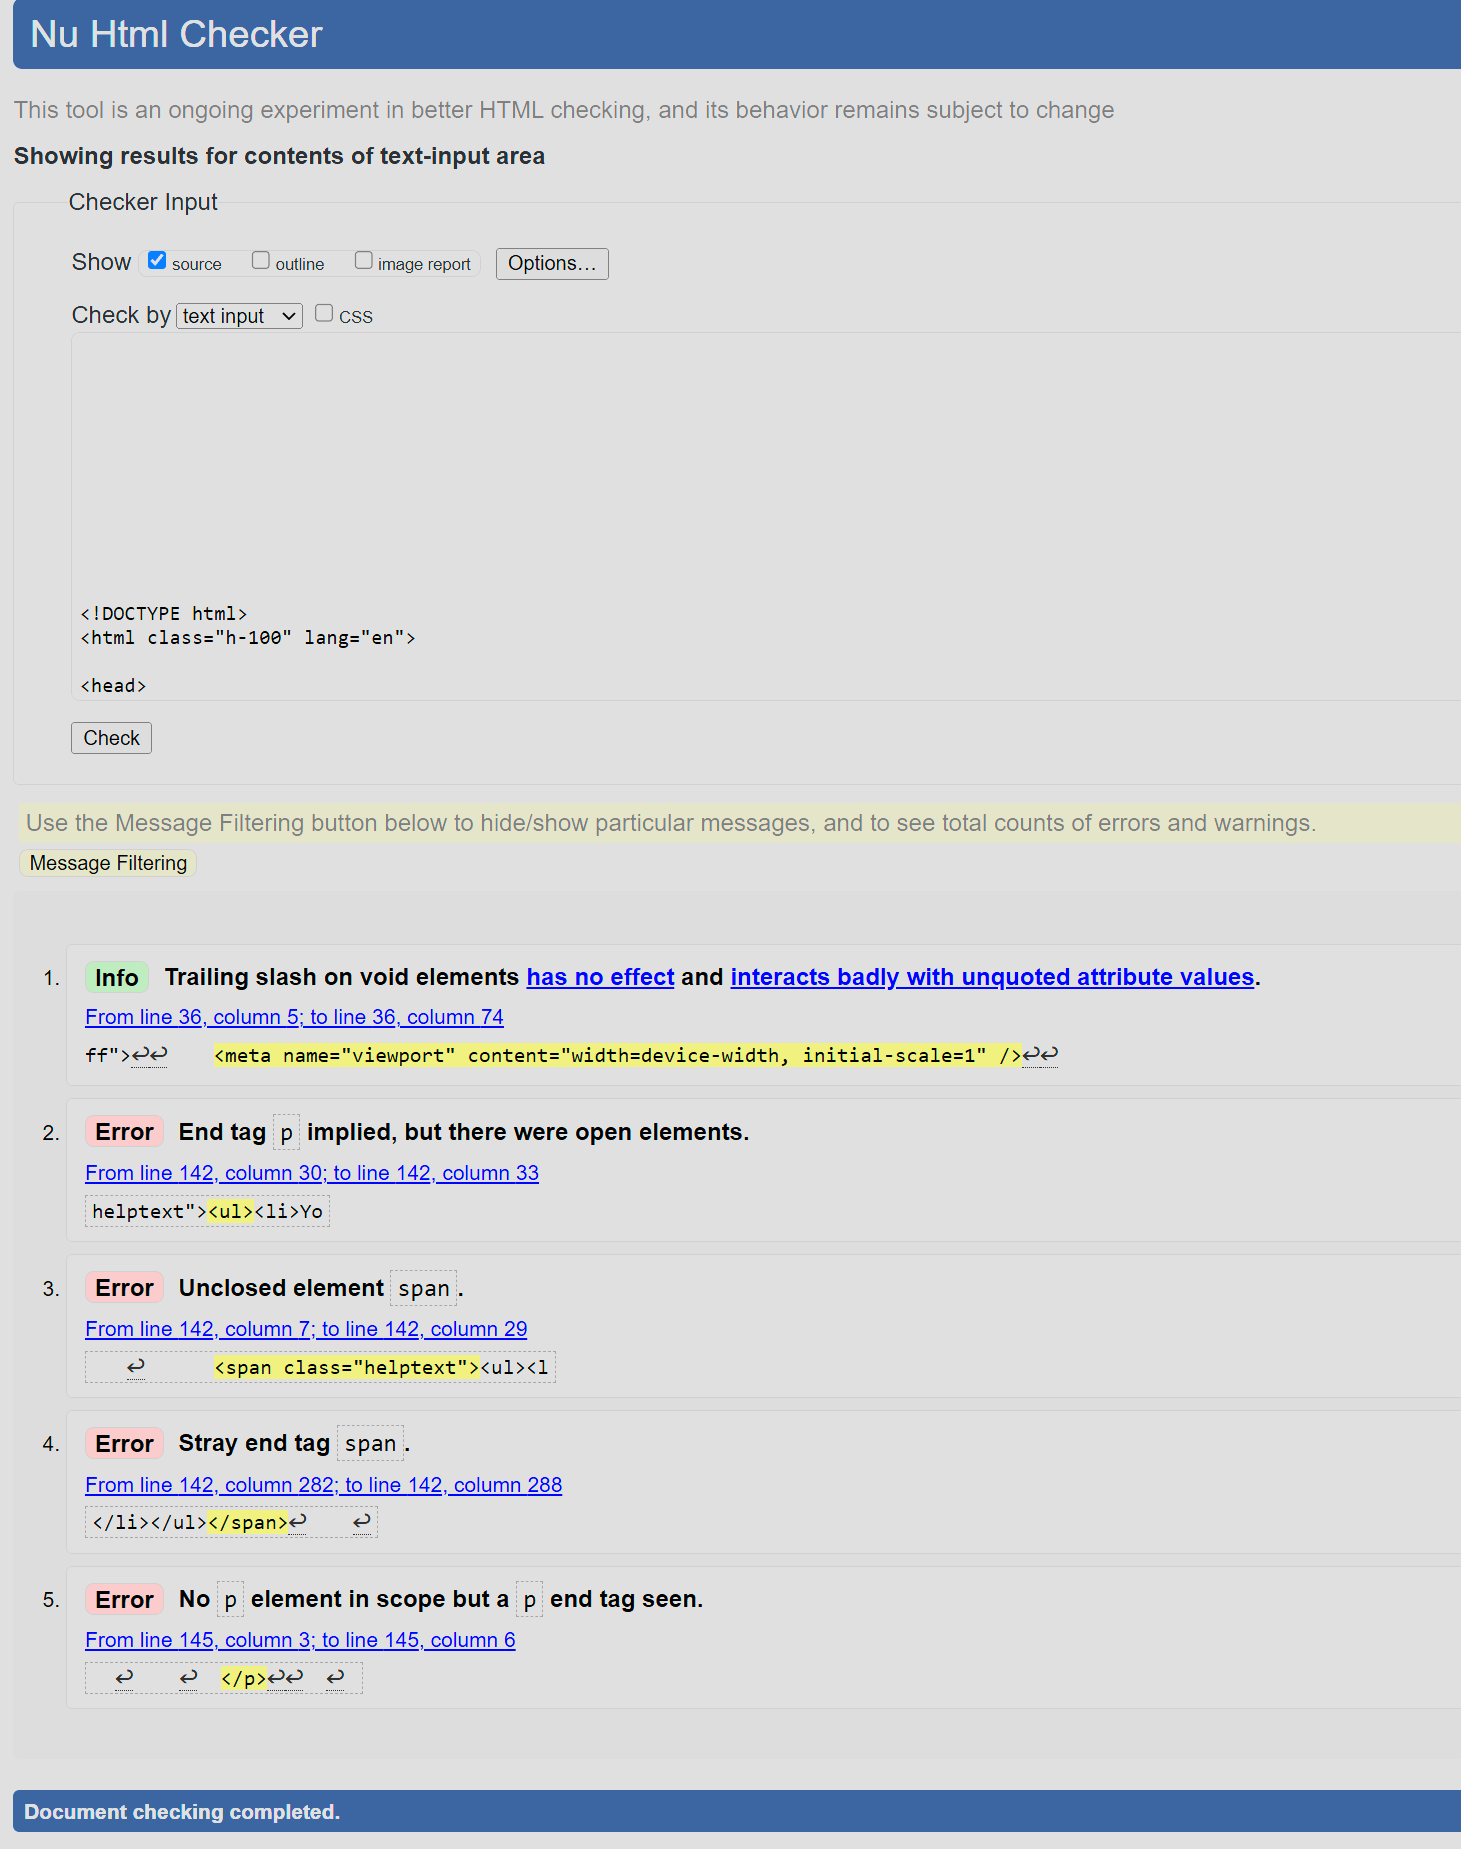 Nu Html Checker
This tool is an ongoing experiment in better HTML checking, and its behavior remains subject to change
Showing results for contents of text-input area
Checker Input
Show source outline image report Options...
Check by text input CSS
<!DOCTYPE html>
<html class="h-100" lang="en">
<head>
Check
Use the Message Filtering button below to hide/show particular messages, and to see total counts of errors and warnings.
Message Filtering
1. Info Trailing slash on void elements has no effect and interacts badly with unquoted attribute values.
From line 36, column 5; to line 36, column 74
ff">↩↩ <meta name="viewport" content="width=device-width, initial-scale=1" />↩↩
2. Error End tag p implied, but there were open elements.
From line 142, column 30; to line 142, column 33
helptext"><ul><li>Yo
3. Error Unclosed element span.
From line 142, column 7; to line 142, column 29
↩ <span class="helptext"><ul><l
4. Error Stray end tag span.
From line 142, column 282; to line 142, column 288
</li></ul></span>↩ ↩
5. Error No p element in scope but a p end tag seen.
From line 145, column 3; to line 145, column 6
↩ ↩ </p>↩↩ ↩
Document checking completed.